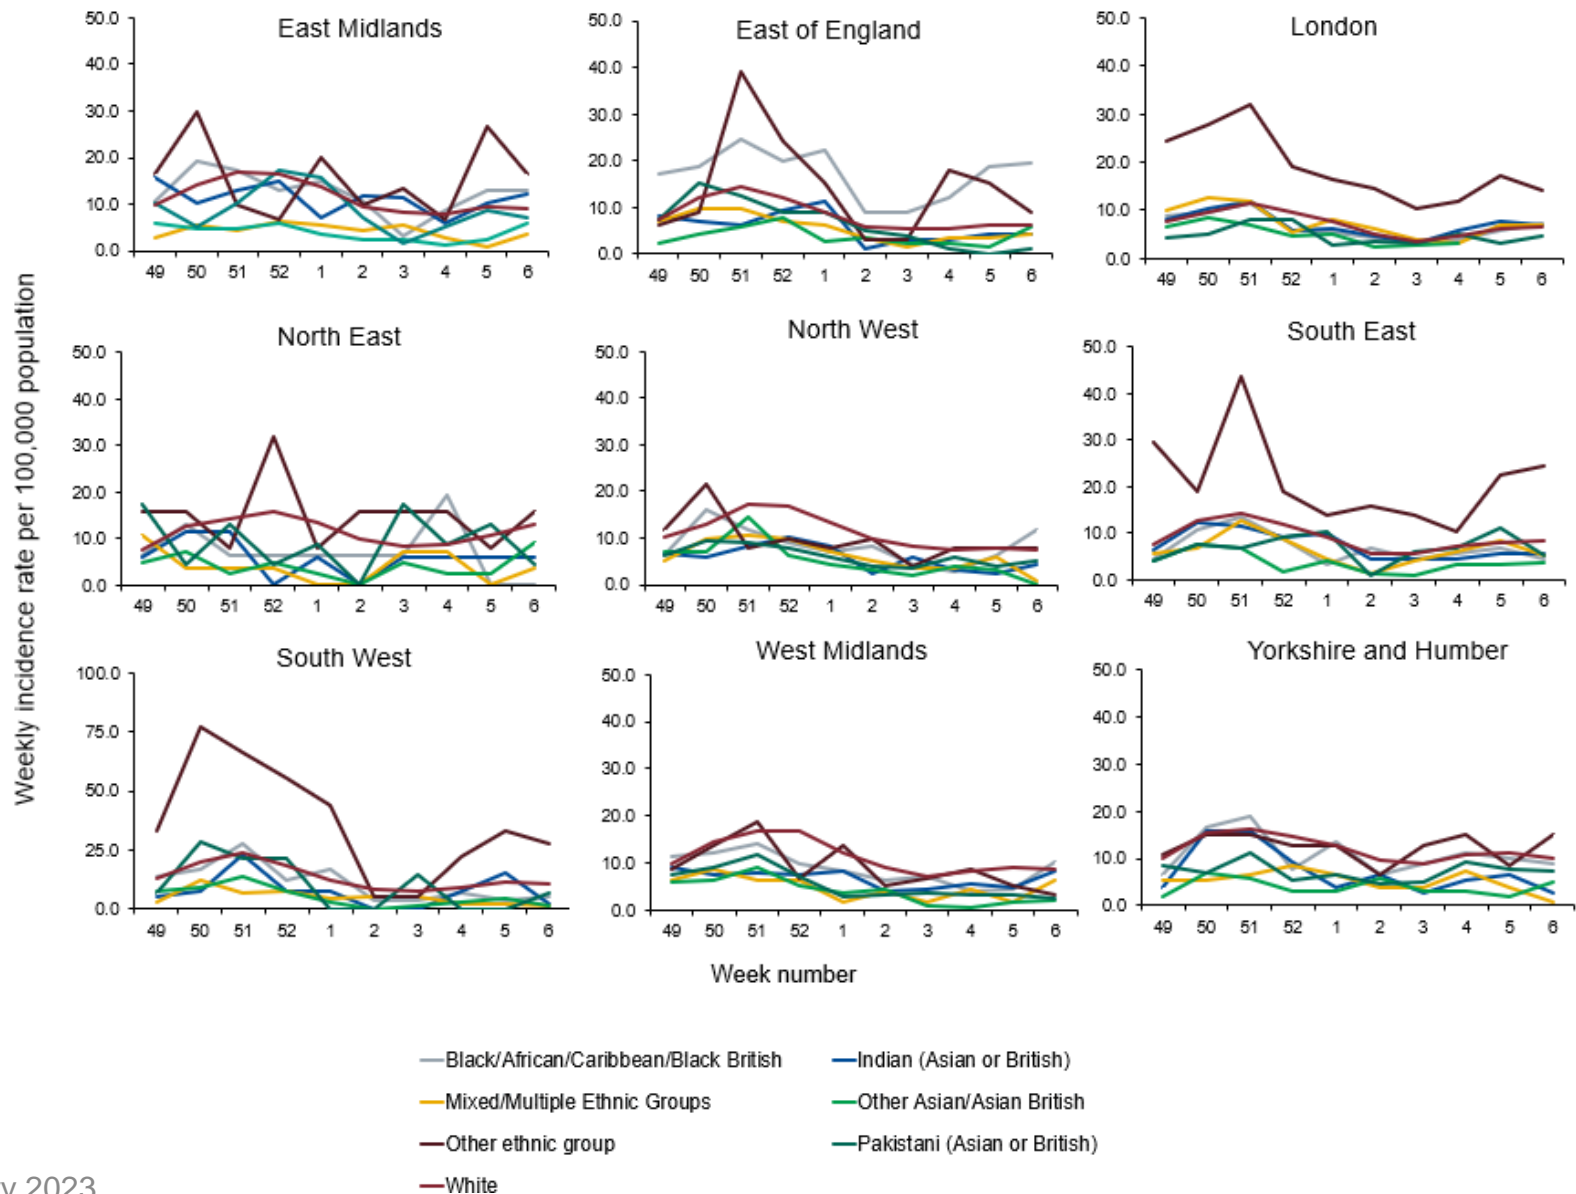 East Midlands
East of England
London
50.0
40.0
30.0
20.0
10.0
0.0
49 50 51 52 1 2 3 4 5 6
50.0
40.0
30.0
20.0
10.0
0.0
49 50 51 52 1 2 3 4 5 6
50.0
40.0
30.0
20.0
10.0
0.0
49 50 51 52 1 2 3 4 5 6
Weekly incidence rate per 100,000 population
North East
North West
South East
50.0
40.0
30.0
20.0
10.0
0.0
49 50 51 52 1 2 3 4 5 6
50.0
40.0
30.0
20.0
10.0
0.0
49 50 51 52 1 2 3 4 5 6
50.0
40.0
30.0
20.0
10.0
0.0
49 50 51 52 1 2 3 4 5 6
South West
West Midlands
Yorkshire and Humber
100.0
75.0
50.0
25.0
0.0
49 50 51 52 1 2 3 4 5 6
50.0
40.0
30.0
20.0
10.0
0.0
49 50 51 52 1 2 3 4 5 6
50.0
40.0
30.0
20.0
10.0
0.0
49 50 51 52 1 2 3 4 5 6
Week number
Black/African/Caribbean/Black British
Indian (Asian or British)
Mixed/Multiple Ethnic Groups
Other Asian/Asian British
Other ethnic group
Pakistani (Asian or British)
White
2023